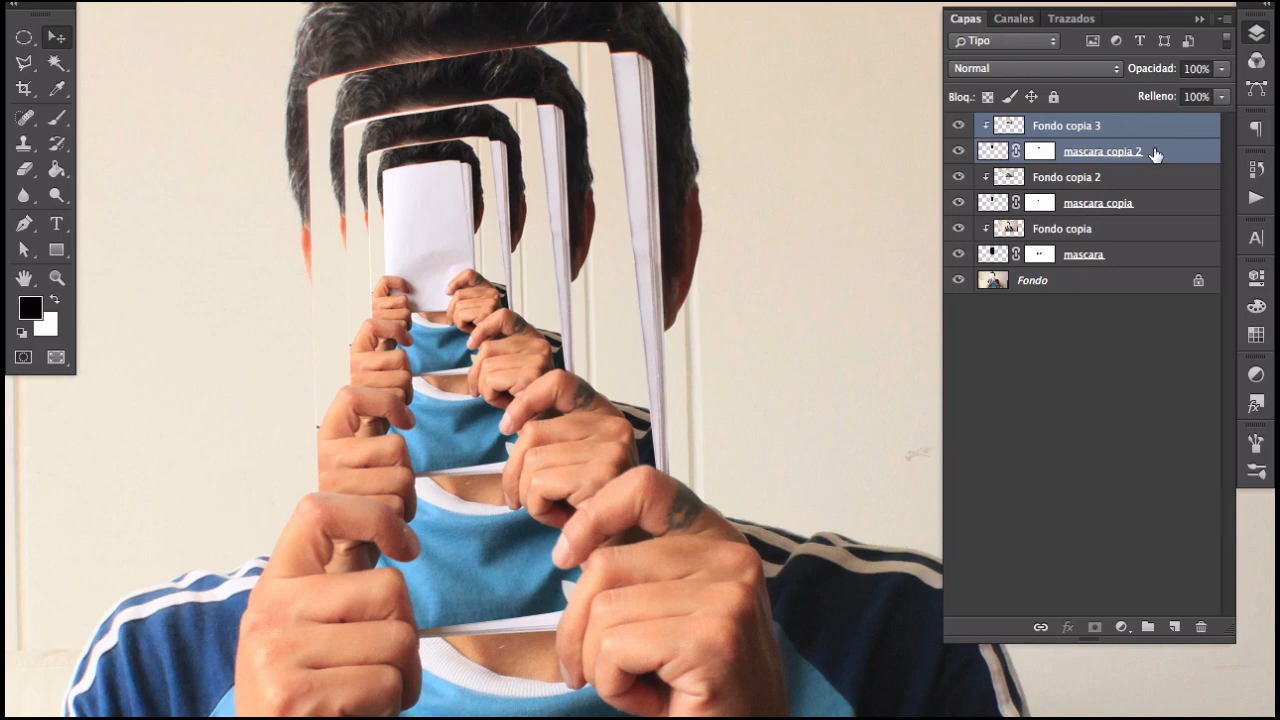 Capas Canales Trazados
Tipo
Normal Opacidad: 100%
Bloq.: Relleno: 100%
Fondo copia 3
mascara copia 2
Fondo copia 2
mascara copia
Fondo copia
mascara
Fondo
fx